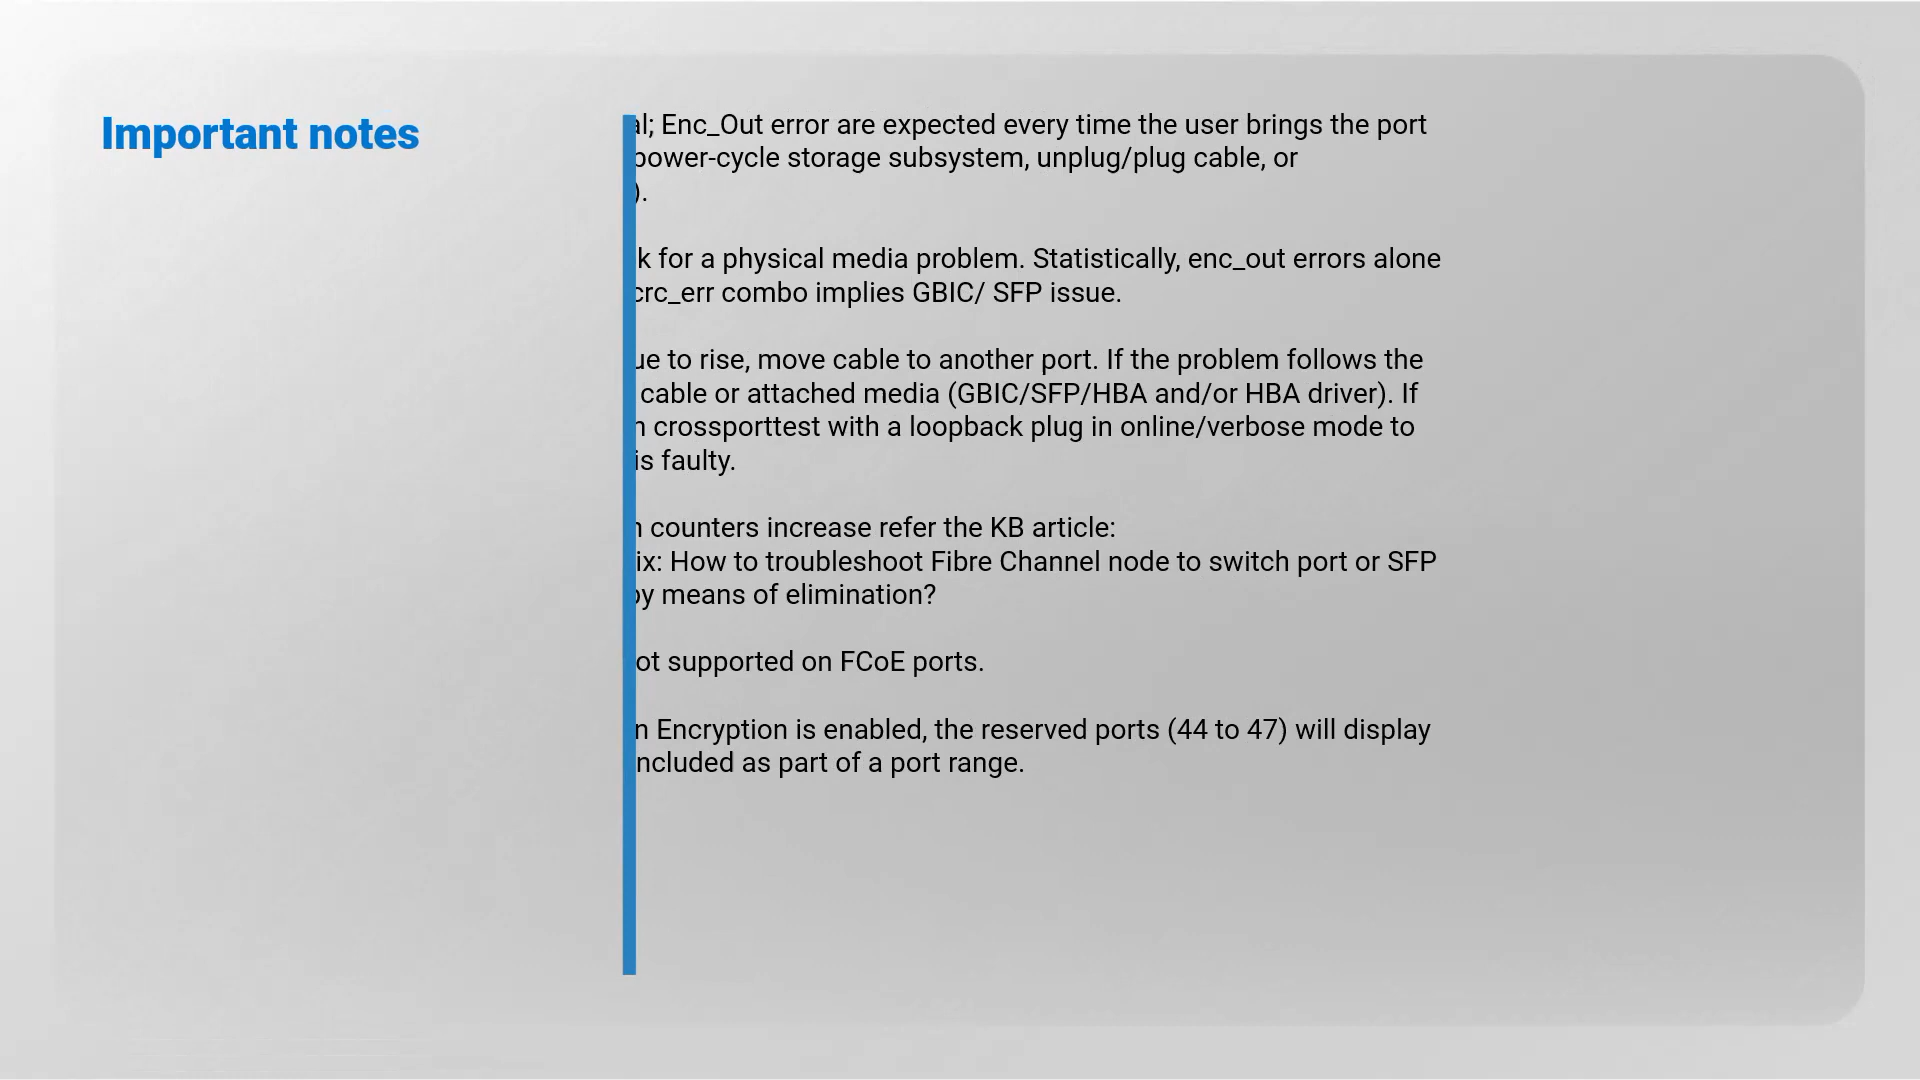 Important notes
al; Enc_Out error are expected every time the user brings the port
power-cycle storage subsystem, unplug/plug cable, or
).
k for a physical media problem. Statistically, enc_out errors alone
crc_err combo implies GBIC/ SFP issue.
ue to rise, move cable to another port. If the problem follows the
cable or attached media (GBIC/SFP/HBA and/or HBA driver). If
n crossporttest with a loopback plug in online/verbose mode to
is faulty.
n counters increase refer the KB article:
ix: How to troubleshoot Fibre Channel node to switch port or SFP
by means of elimination?
ot supported on FCoE ports.
n Encryption is enabled, the reserved ports (44 to 47) will display
ncluded as part of a port range.